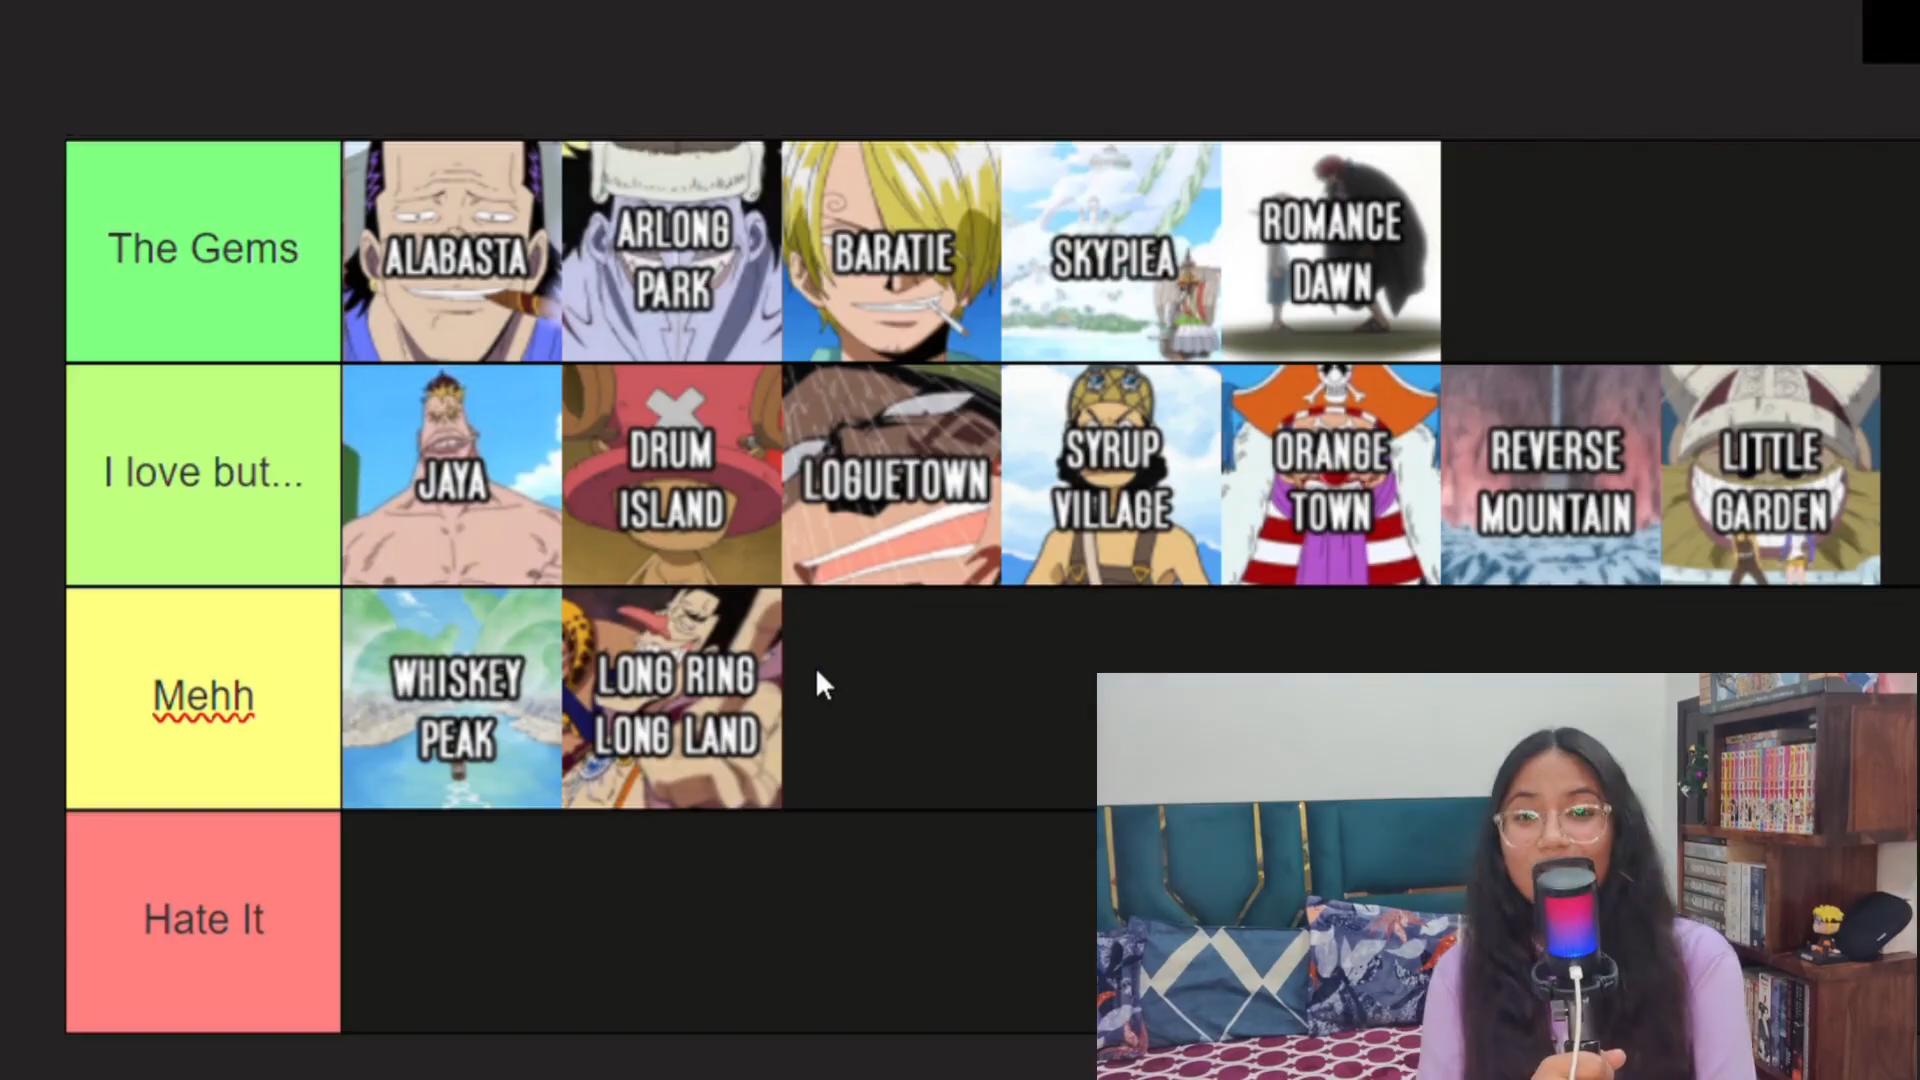 The Gems
ALABASTA
ARLONG
PARK
BARATIE
SKYPIEA
ROMANCE
DAWN
I love but...
JAYA
DRUM
ISLAND
LOGUETOWN
SYRUP
VILLAGE
ORANGE
TOWN
REVERSE
MOUNTAIN
LITTLE
GARDEN
Mehh
WHISKEY
PEAK
LONG RING
LONG LAND
Hate It